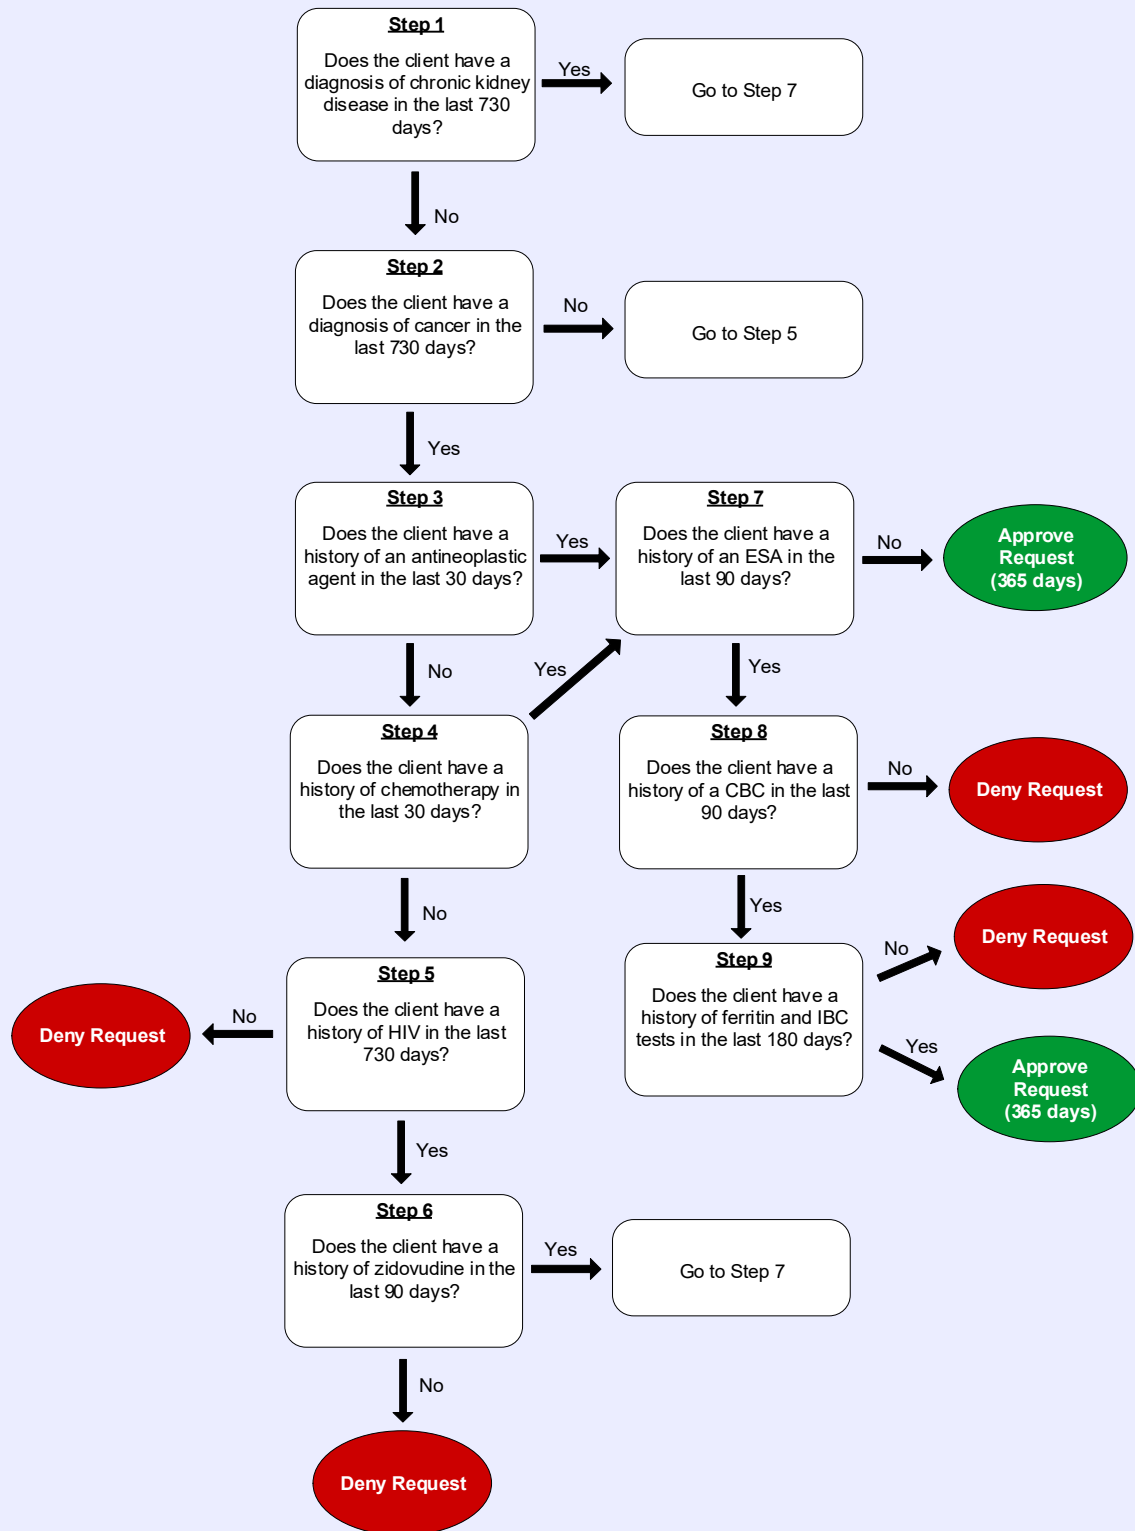 Step 1
Does the client have a
diagnosis of chronic kidney
disease in the last 730
days?
Yes
Go to Step 7
No
Step 2
Does the client have a
diagnosis of cancer in the
last 730 days?
No
Go to Step 5
Yes
Step 3
Does the client have a
history of an antineoplastic
agent in the last 30 days?
Yes
Step 7
Does the client have a
history of an ESA in the
last 90 days?
No
Approve
Request
(365 days)
No
Yes
Yes
Step 4
Does the client have a
history of chemotherapy in
the last 30 days?
Step 8
Does the client have a
history of a CBC in the last
90 days?
No
Deny Request
No
Yes
Step 5
Does the client have a
history of HIV in the last
730 days?
No
Deny Request
Step 9
Does the client have a
history of ferritin and IBC
tests in the last 180 days?
No
Deny Request
Yes
Approve
Request
(365 days)
Yes
Step 6
Does the client have a
history of zidovudine in the
last 90 days?
Yes
Go to Step 7
No
Deny Request